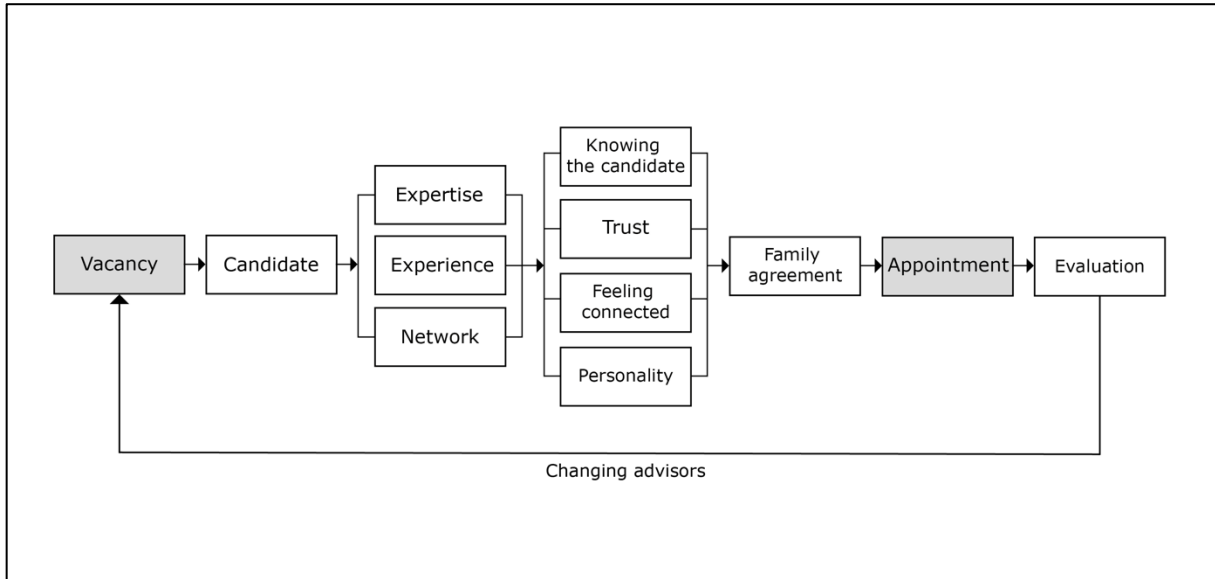 Vacancy
Candidate
Expertise
Experience
Network
Knowing
the candidate
Trust
Feeling
connected
Personality
Family
agreement
Appointment
Evaluation
Changing advisors